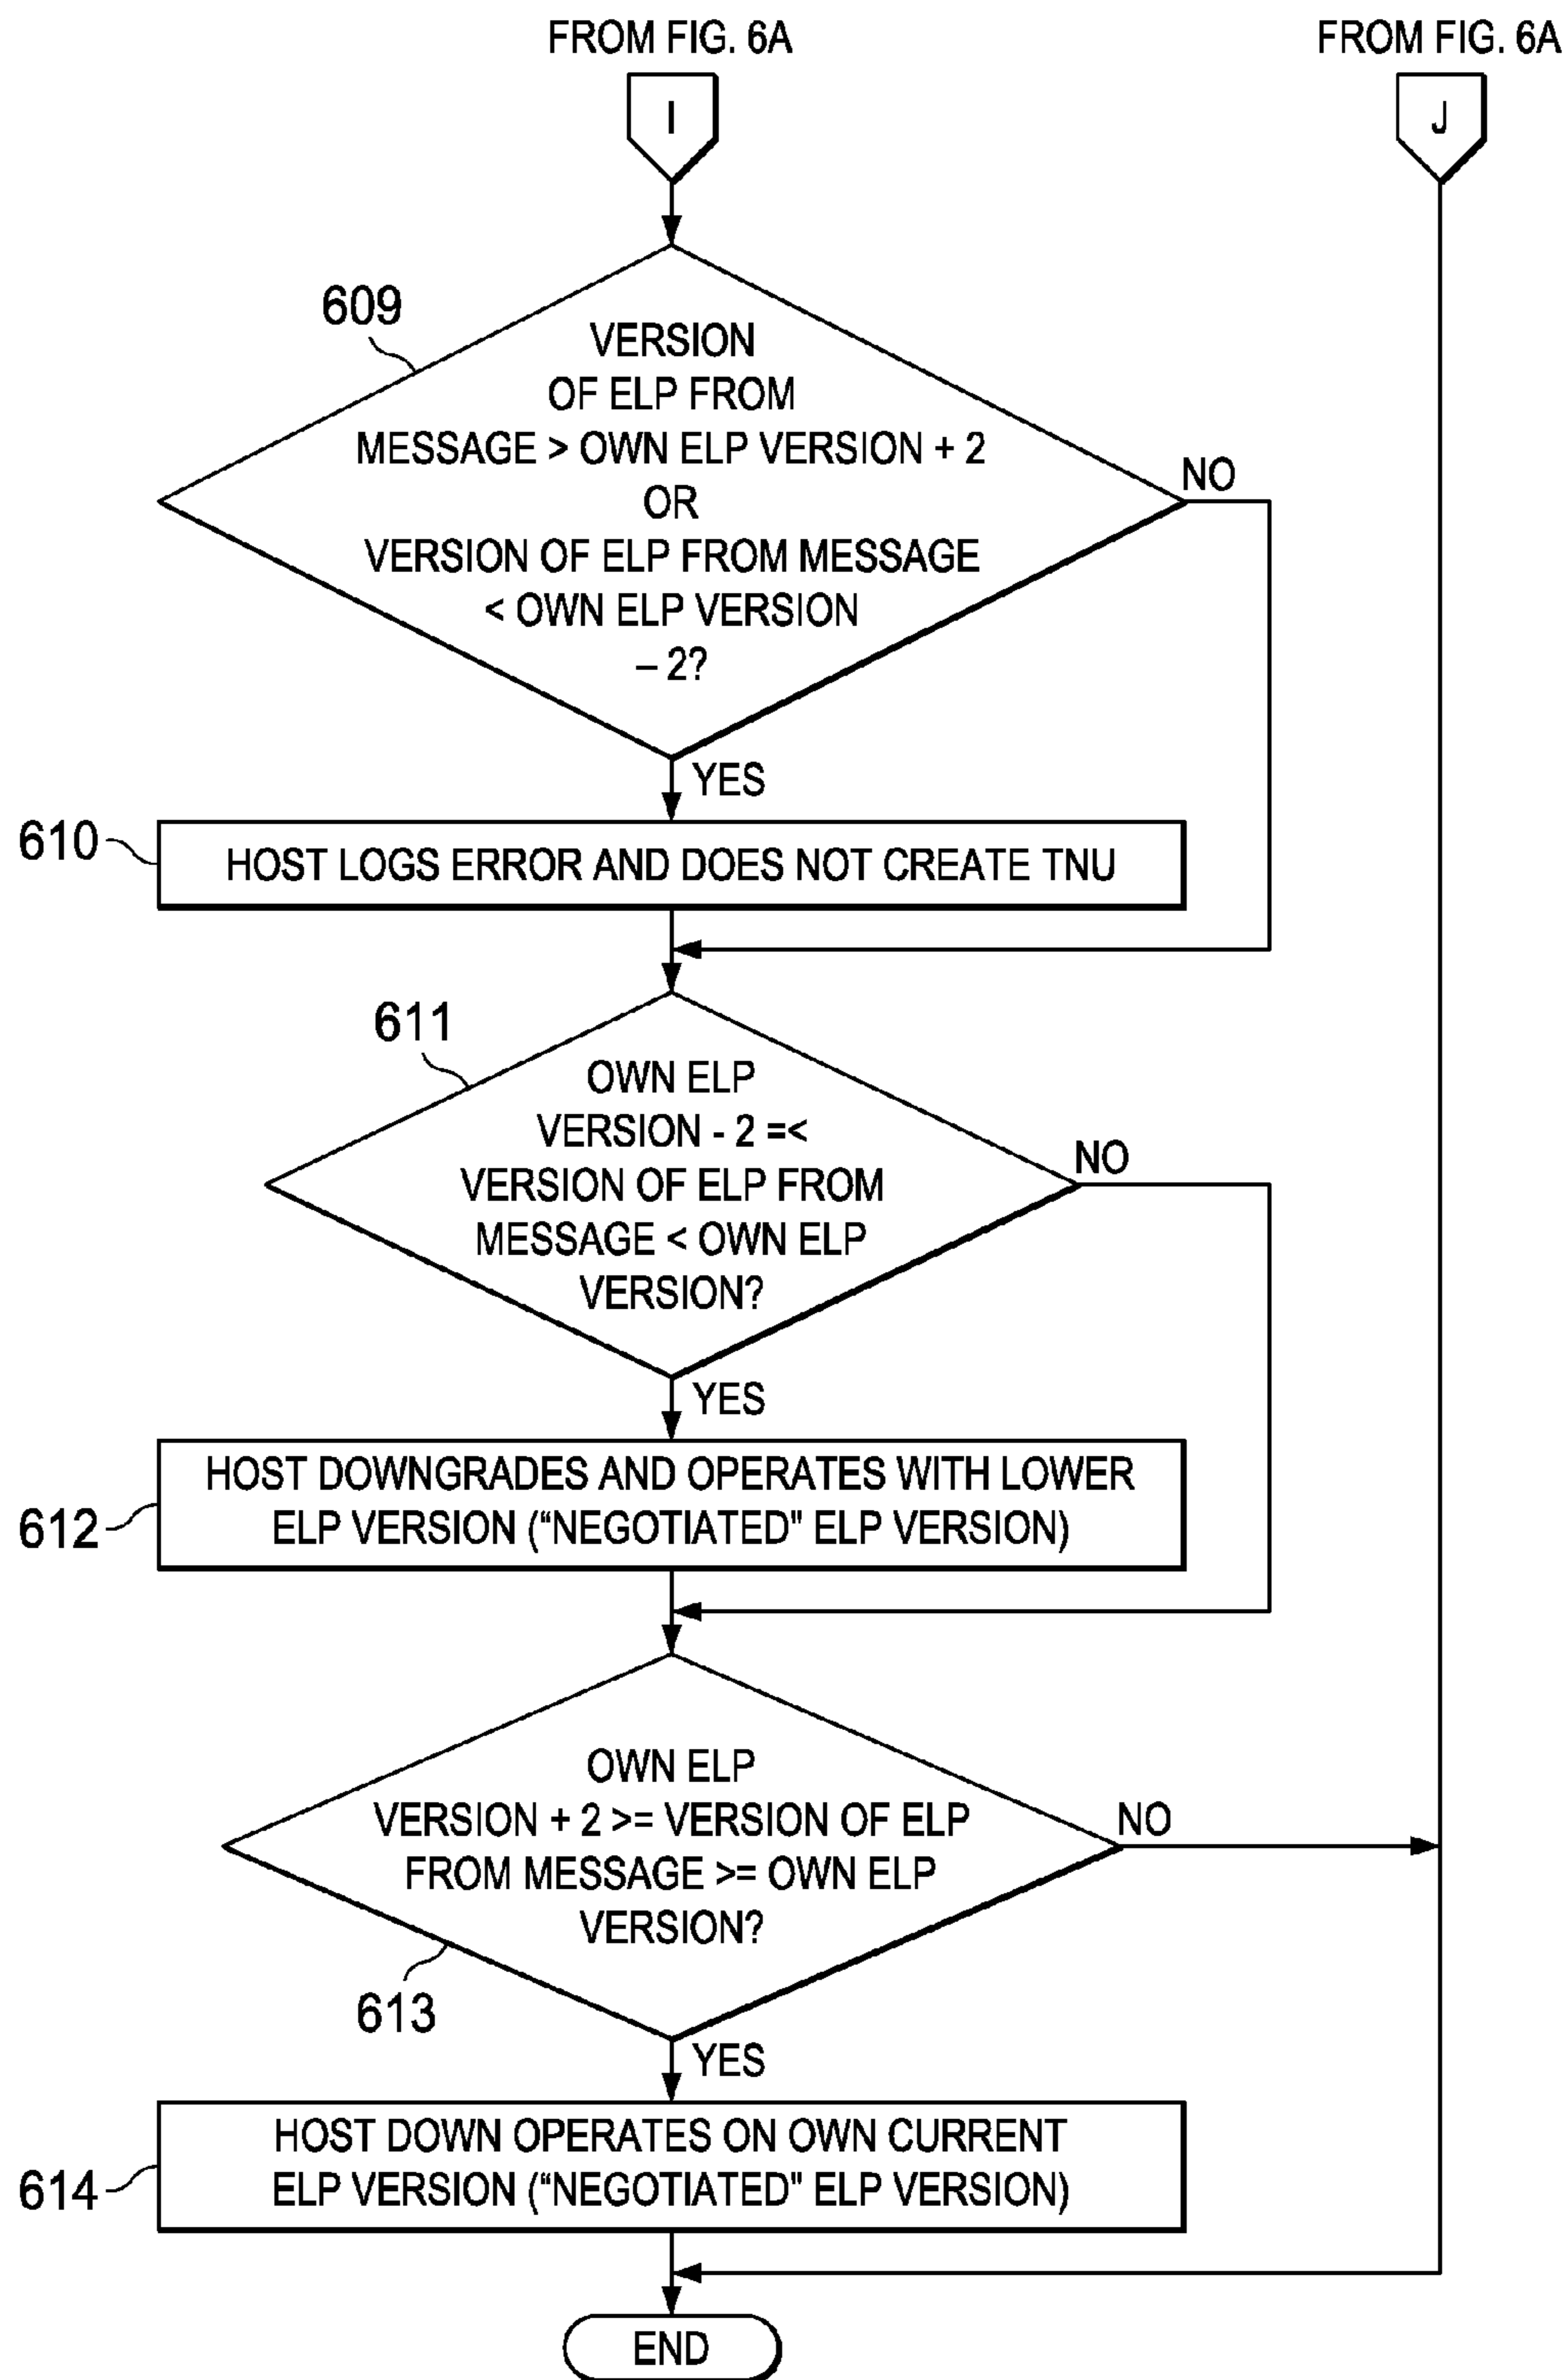 FROM FIG. 6A
FROM FIG. 6A
I
J
609
VERSION
OF ELP FROM
MESSAGE > OWN ELP VERSION + 2
OR
VERSION OF ELP FROM MESSAGE
< OWN ELP VERSION
– 2?
NO
YES
610
HOST LOGS ERROR AND DOES NOT CREATE TNU
611
OWN ELP
VERSION - 2 =<
VERSION OF ELP FROM
MESSAGE < OWN ELP
VERSION?
NO
YES
612
HOST DOWNGRADES AND OPERATES WITH LOWER
ELP VERSION (“NEGOTIATED" ELP VERSION)
OWN ELP
VERSION + 2 >= VERSION OF ELP
FROM MESSAGE >= OWN ELP
VERSION?
NO
613
YES
614
HOST DOWN OPERATES ON OWN CURRENT
ELP VERSION (“NEGOTIATED" ELP VERSION)
END